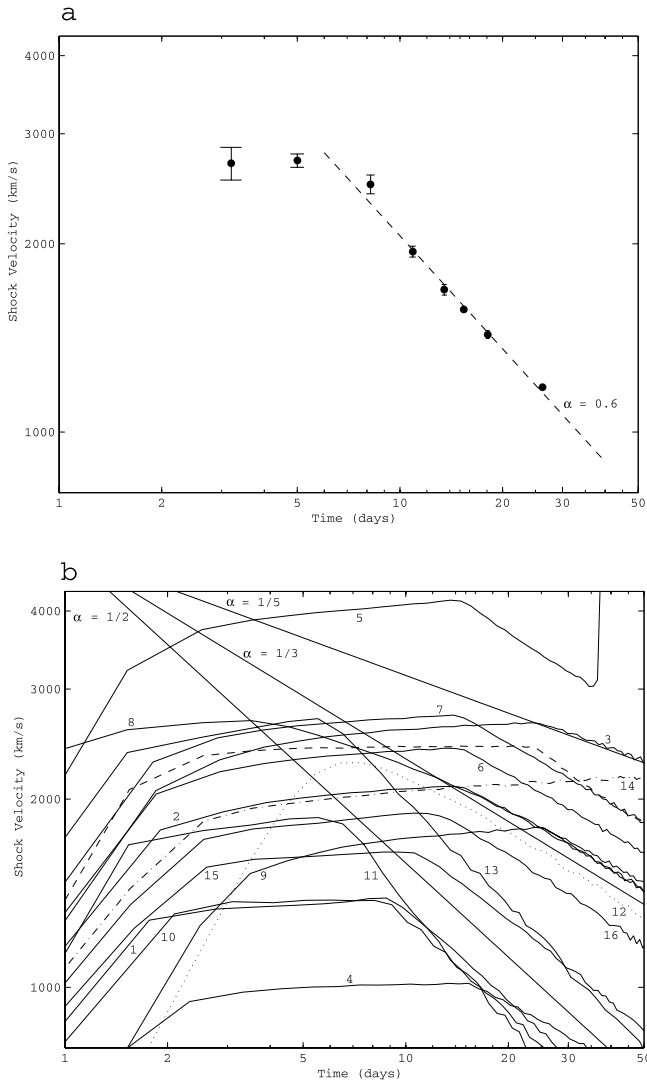 a
4000
3000
2000
1000
Shock Velocity (km/s)
α = 0.6
1 2 5 10 20 30 50
Time (days)
b
4000
3000
2000
1000
Shock Velocity (km/s)
α = 1/5
α = 1/2
5
α = 1/3
8
7
3
6
14
2
15
9
11
13
12
16
10
1
4
1 2 5 10 20 30 50
Time (days)